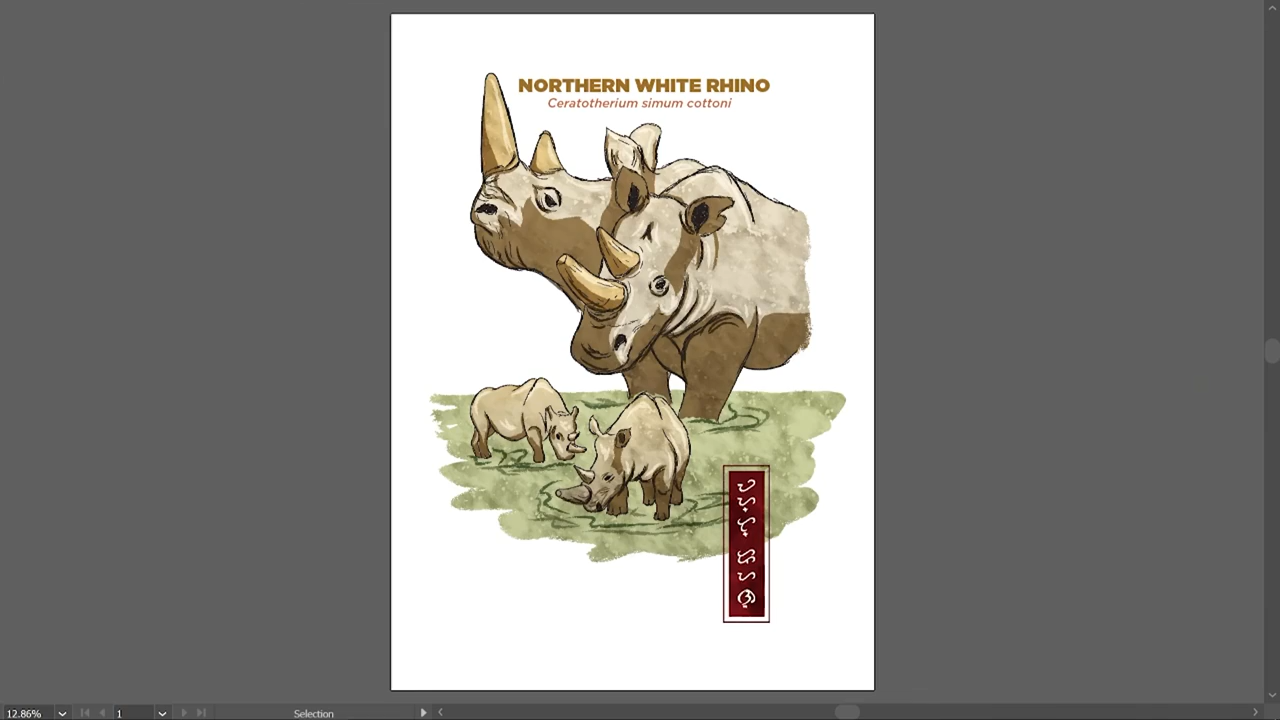 NORTHERN WHITE RHINO
Ceratotherium simum cottoni
12.86%
1
Selection